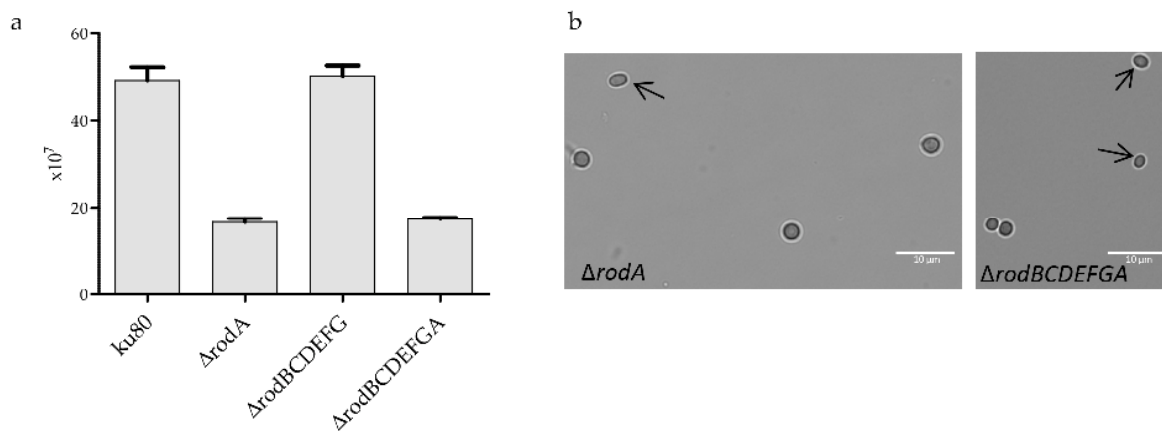 a
60
40
20
0
x10⁷
ku80
ΔrodA
ΔrodBCDEFG
ΔrodBCDEFGA
b
10 µm
ΔrodA
10 µm
ΔrodBCDEFGA